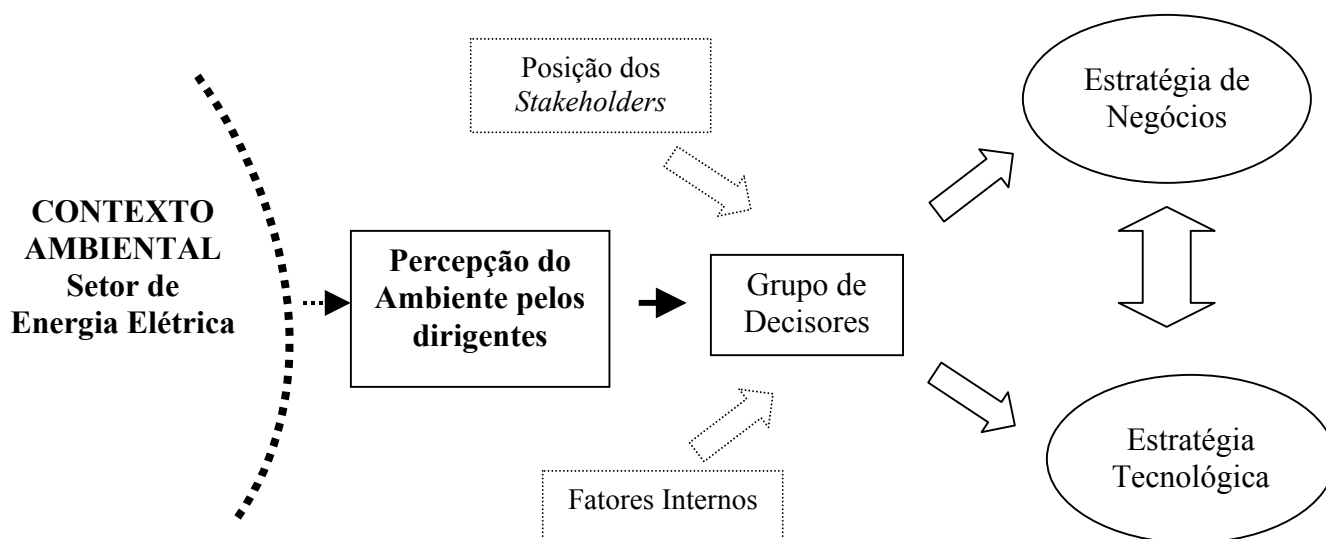 CONTEXTO
AMBIENTAL
Setor de
Energia Elétrica
Percepção do
Ambiente pelos
dirigentes
Posição dos
Stakeholders
Grupo de
Decisores
Fatores Internos
Estratégia de
Negócios
Estratégia
Tecnológica